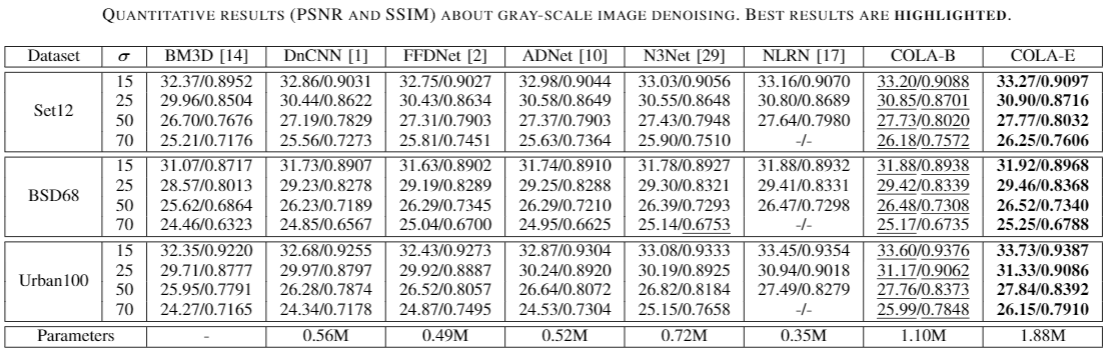 QUANTITATIVE RESULTS (PSNR AND SSIM) ABOUT GRAY-SCALE IMAGE DENOISING. BEST RESULTS ARE HIGHLIGHTED.
Dataset σ BM3D [14] DnCNN [1] FFDNet [2] ADNet [10] N3Net [29] NLRN [17] COLA-B COLA-E
Set12
15 32.37/0.8952 32.86/0.9031 32.75/0.9027 32.98/0.9044 33.03/0.9056 33.16/0.9070 33.20/0.9088 33.27/0.9097
25 29.96/0.8504 30.44/0.8622 30.43/0.8634 30.58/0.8649 30.55/0.8648 30.80/0.8689 30.85/0.8701 30.90/0.8716
50 26.70/0.7676 27.19/0.7829 27.31/0.7903 27.37/0.7903 27.43/0.7948 27.64/0.7980 27.73/0.8020 27.77/0.8032
70 25.21/0.7176 25.56/0.7273 25.81/0.7451 25.63/0.7364 25.90/0.7510 -/- 26.18/0.7572 26.25/0.7606
BSD68
15 31.07/0.8717 31.73/0.8907 31.63/0.8902 31.74/0.8910 31.78/0.8927 31.88/0.8932 31.88/0.8938 31.92/0.8968
25 28.57/0.8013 29.23/0.8278 29.19/0.8289 29.25/0.8288 29.30/0.8321 29.41/0.8331 29.42/0.8339 29.46/0.8368
50 25.62/0.6864 26.23/0.7189 26.29/0.7345 26.29/0.7210 26.39/0.7293 26.47/0.7298 26.48/0.7308 26.52/0.7340
70 24.46/0.6323 24.85/0.6567 25.04/0.6700 24.95/0.6625 25.14/0.6753 -/- 25.17/0.6735 25.25/0.6788
Urban100
15 32.35/0.9220 32.68/0.9255 32.43/0.9273 32.87/0.9304 33.08/0.9333 33.45/0.9354 33.60/0.9376 33.73/0.9387
25 29.71/0.8777 29.97/0.8797 29.92/0.8887 30.24/0.8920 30.19/0.8925 30.94/0.9018 31.17/0.9062 31.33/0.9086
50 25.95/0.7791 26.28/0.7874 26.52/0.8057 26.64/0.8072 26.82/0.8184 27.49/0.8279 27.76/0.8373 27.84/0.8392
70 24.27/0.7165 24.34/0.7178 24.87/0.7495 24.53/0.7304 25.15/0.7658 -/- 25.99/0.7848 26.15/0.7910
Parameters - 0.56M 0.49M 0.52M 0.72M 0.35M 1.10M 1.88M